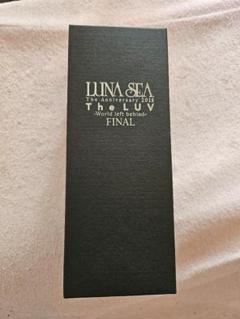 LUNA SEA
The Anniversary 2018
The LUV
-World left behind-
FINAL